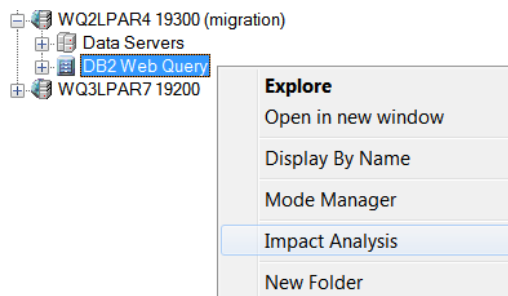 WQ2LPAR4 19300 (migration)
Data Servers
DB2 Web Query
WQ3LPAR7 19200
Explore
Open in new window
Display By Name
Mode Manager
Impact Analysis
New Folder